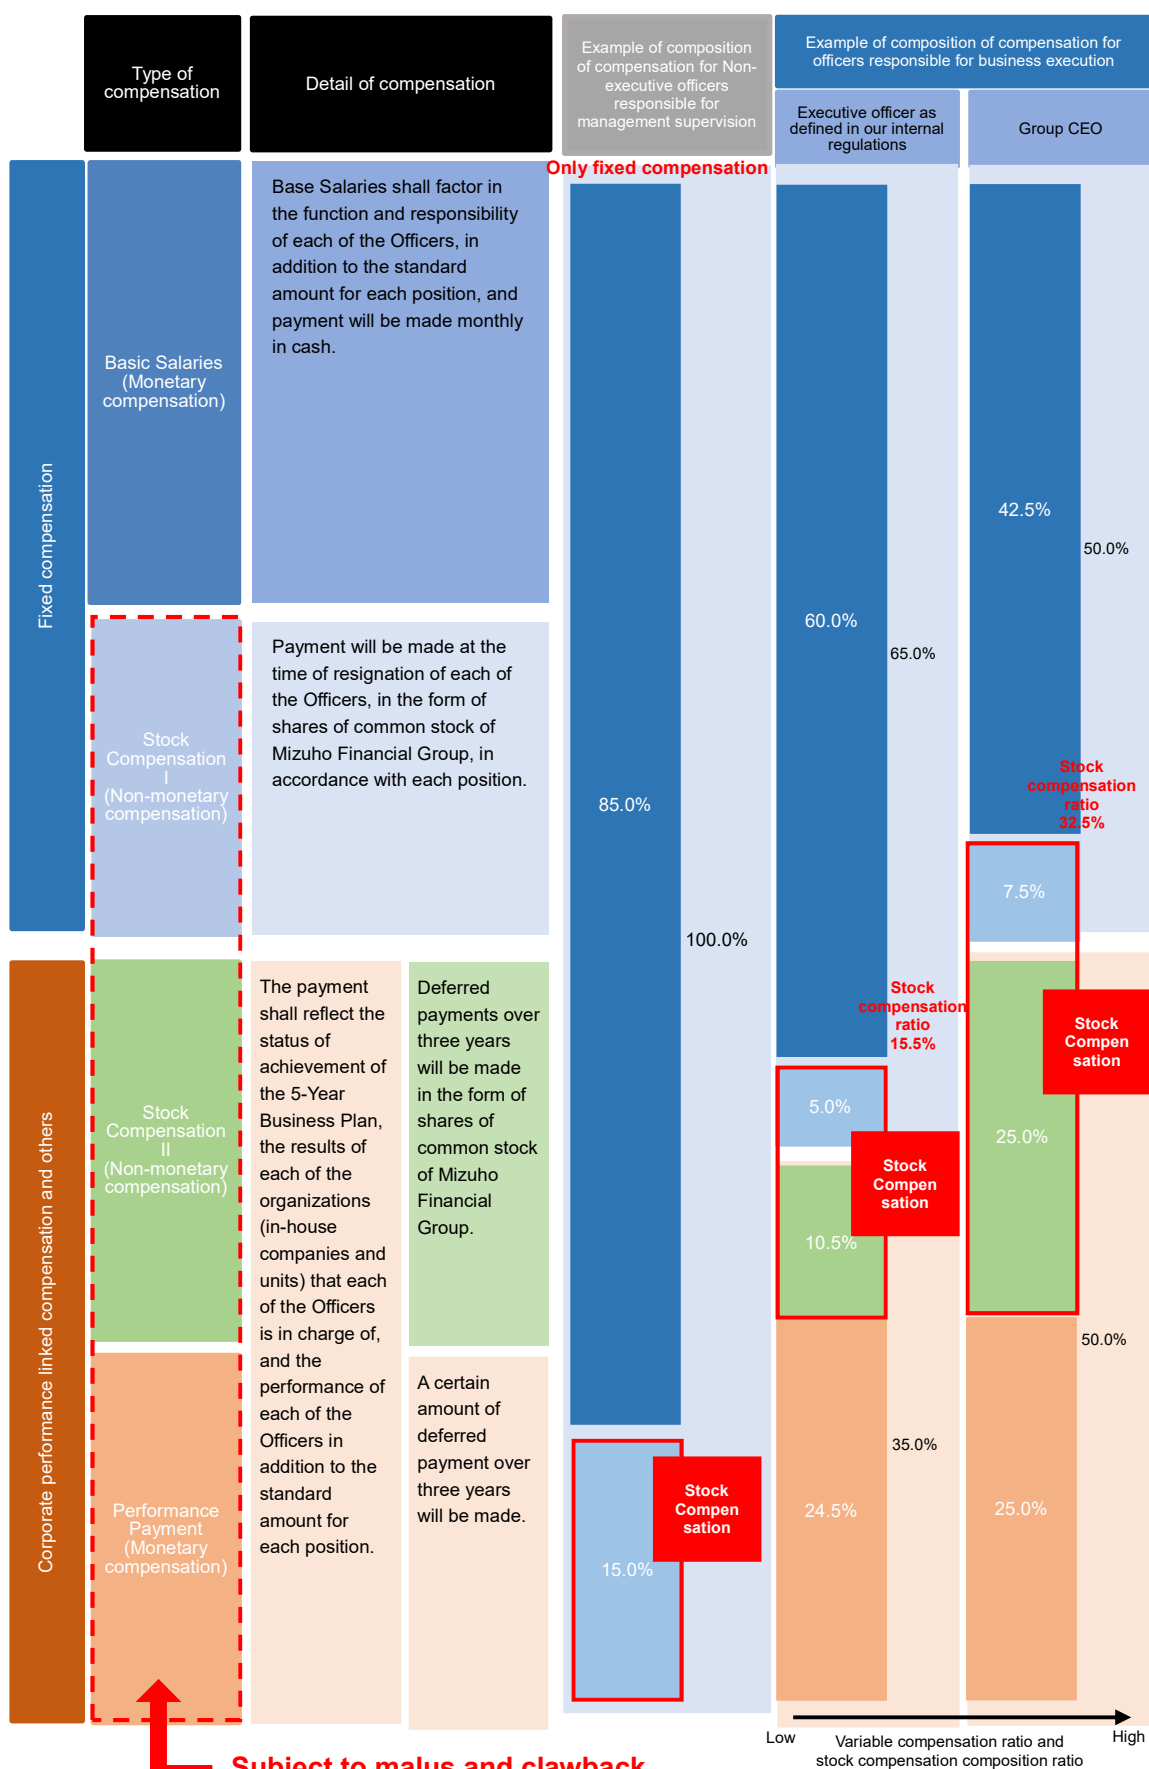 Type of
compensation
Detail of compensation
Example of composition
of compensation for Non-
executive officers
responsible for
management supervision
Example of composition of compensation for
officers responsible for business execution
Executive officer as
defined in our internal
regulations
Group CEO
Only fixed compensation
Fixed compensation
Basic Salaries
(Monetary
compensation)
Base Salaries shall factor in
the function and responsibility
of each of the Officers, in
addition to the standard
amount for each position, and
payment will be made monthly
in cash.
Stock
Compensation
I
(Non-monetary
compensation)
Payment will be made at the
time of resignation of each of
the Officers, in the form of
shares of common stock of
Mizuho Financial Group, in
accordance with each position.
Corporate performance linked compensation and others
Stock
Compensation
II
(Non-monetary
compensation)
Performance
Payment
(Monetary
compensation)
The payment
shall reflect the
status of
achievement of
the 5-Year
Business Plan,
the results of
each of the
organizations
(in-house
companies and
units) that each
of the Officers
is in charge of,
and the
performance of
each of the
Officers in
addition to the
standard
amount for
each position.
Deferred
payments over
three years
will be made
in the form of
shares of
common stock
of Mizuho
Financial
Group.
A certain
amount of
deferred
payment over
three years
will be made.
85.0%
100.0%
15.0%
Stock
Compen
sation
60.0%
65.0%
Stock
compensation
ratio
15.5%
5.0%
10.5%
Stock
Compen
sation
35.0%
24.5%
42.5%
50.0%
Stock
compensation
ratio
32.5%
7.5%
25.0%
Stock
Compen
sation
50.0%
25.0%
Low
High
Variable compensation ratio and
stock compensation composition ratio
Subject to malus and clawback